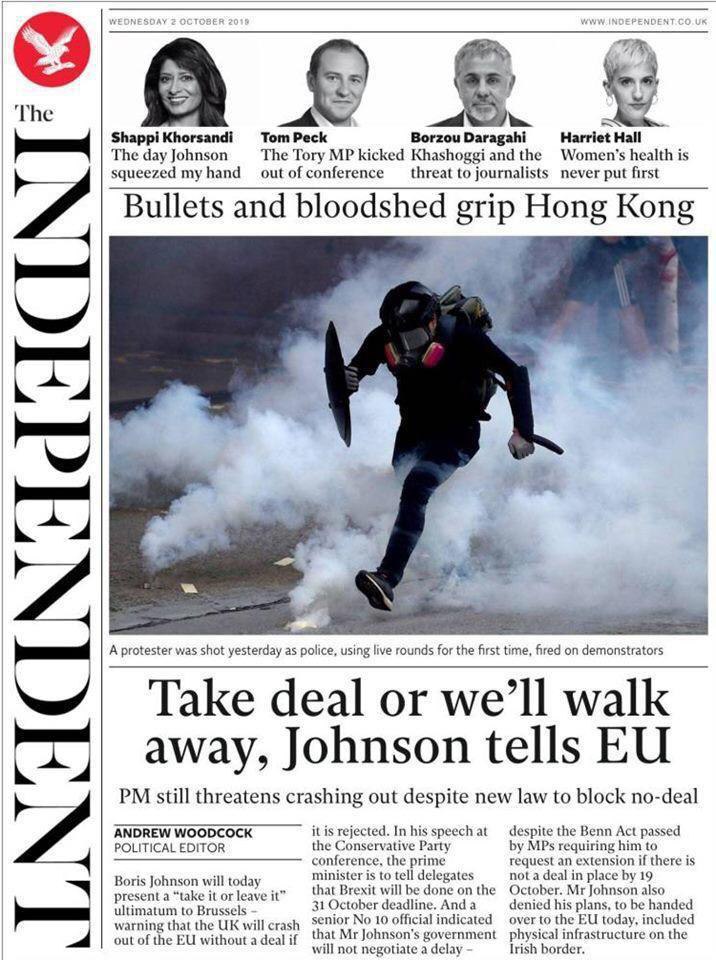 WEDNESDAY 2 OCTOBER 2019
WWW.INDEPENDENT.CO.UK
The
INDEPENDENT
Shappi Khorsandi
The day Johnson
squeezed my hand
Tom Peck
The Tory MP kicked
out of conference
Borzou Daragahi
Khashoggi and the
threat to journalists
Harriet Hall
Women's health is
never put first
Bullets and bloodshed grip Hong Kong
A protester was shot yesterday as police, using live rounds for the first time, fired on demonstrators
Take deal or we'll walk
away, Johnson tells EU
PM still threatens crashing out despite new law to block no-deal
ANDREW WOODCOCK
POLITICAL EDITOR
Boris Johnson will today
present a “take it or leave it”
ultimatum to Brussels –
warning that the UK will crash
out of the EU without a deal if
it is rejected. In his speech at
the Conservative Party
conference, the prime
minister is to tell delegates
that Brexit will be done on the
31 October deadline. And a
senior No 10 official indicated
that Mr Johnson's government
will not negotiate a delay –
despite the Benn Act passed
by MPs requiring him to
request an extension if there is
not a deal in place by 19
October. Mr Johnson also
denied his plans, to be handed
over to the EU today, included
physical infrastructure on the
Irish border.